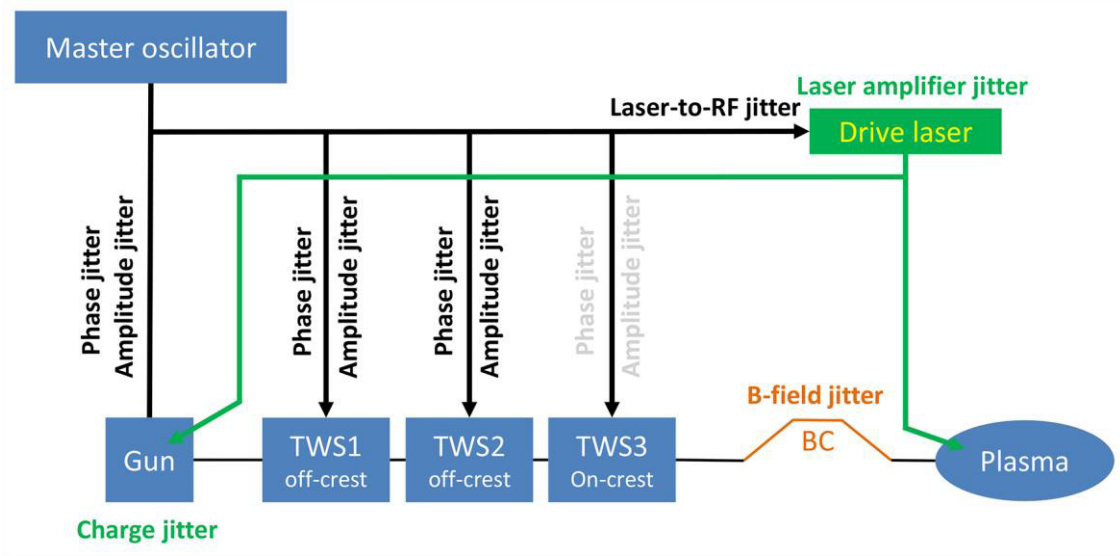 Master oscillator
Laser amplifier jitter
Laser-to-RF jitter
Drive laser
Phase jitter
Amplitude jitter
Phase jitter
Amplitude jitter
Phase jitter
Amplitude jitter
Phase jitter
Amplitude jitter
B-field jitter
Gun
TWS1
off-crest
TWS2
off-crest
TWS3
On-crest
BC
Plasma
Charge jitter